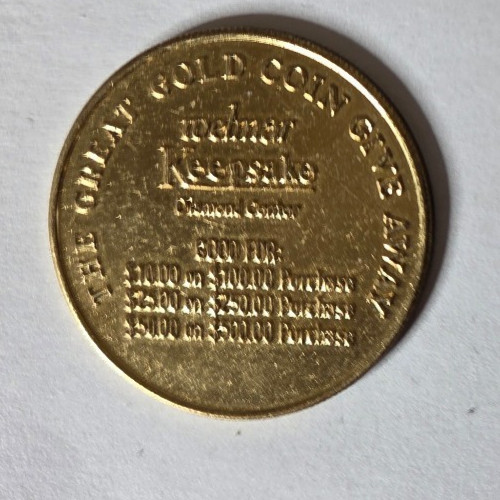 THE GREAT GOLD COIN GIVE AWAY
Keepsake
Diamond Center
GOOD FOR:
$10.00 on $100.00 Purchase
$25.00 on $250.00 Purchase
$50.00 on $500.00 Purchase